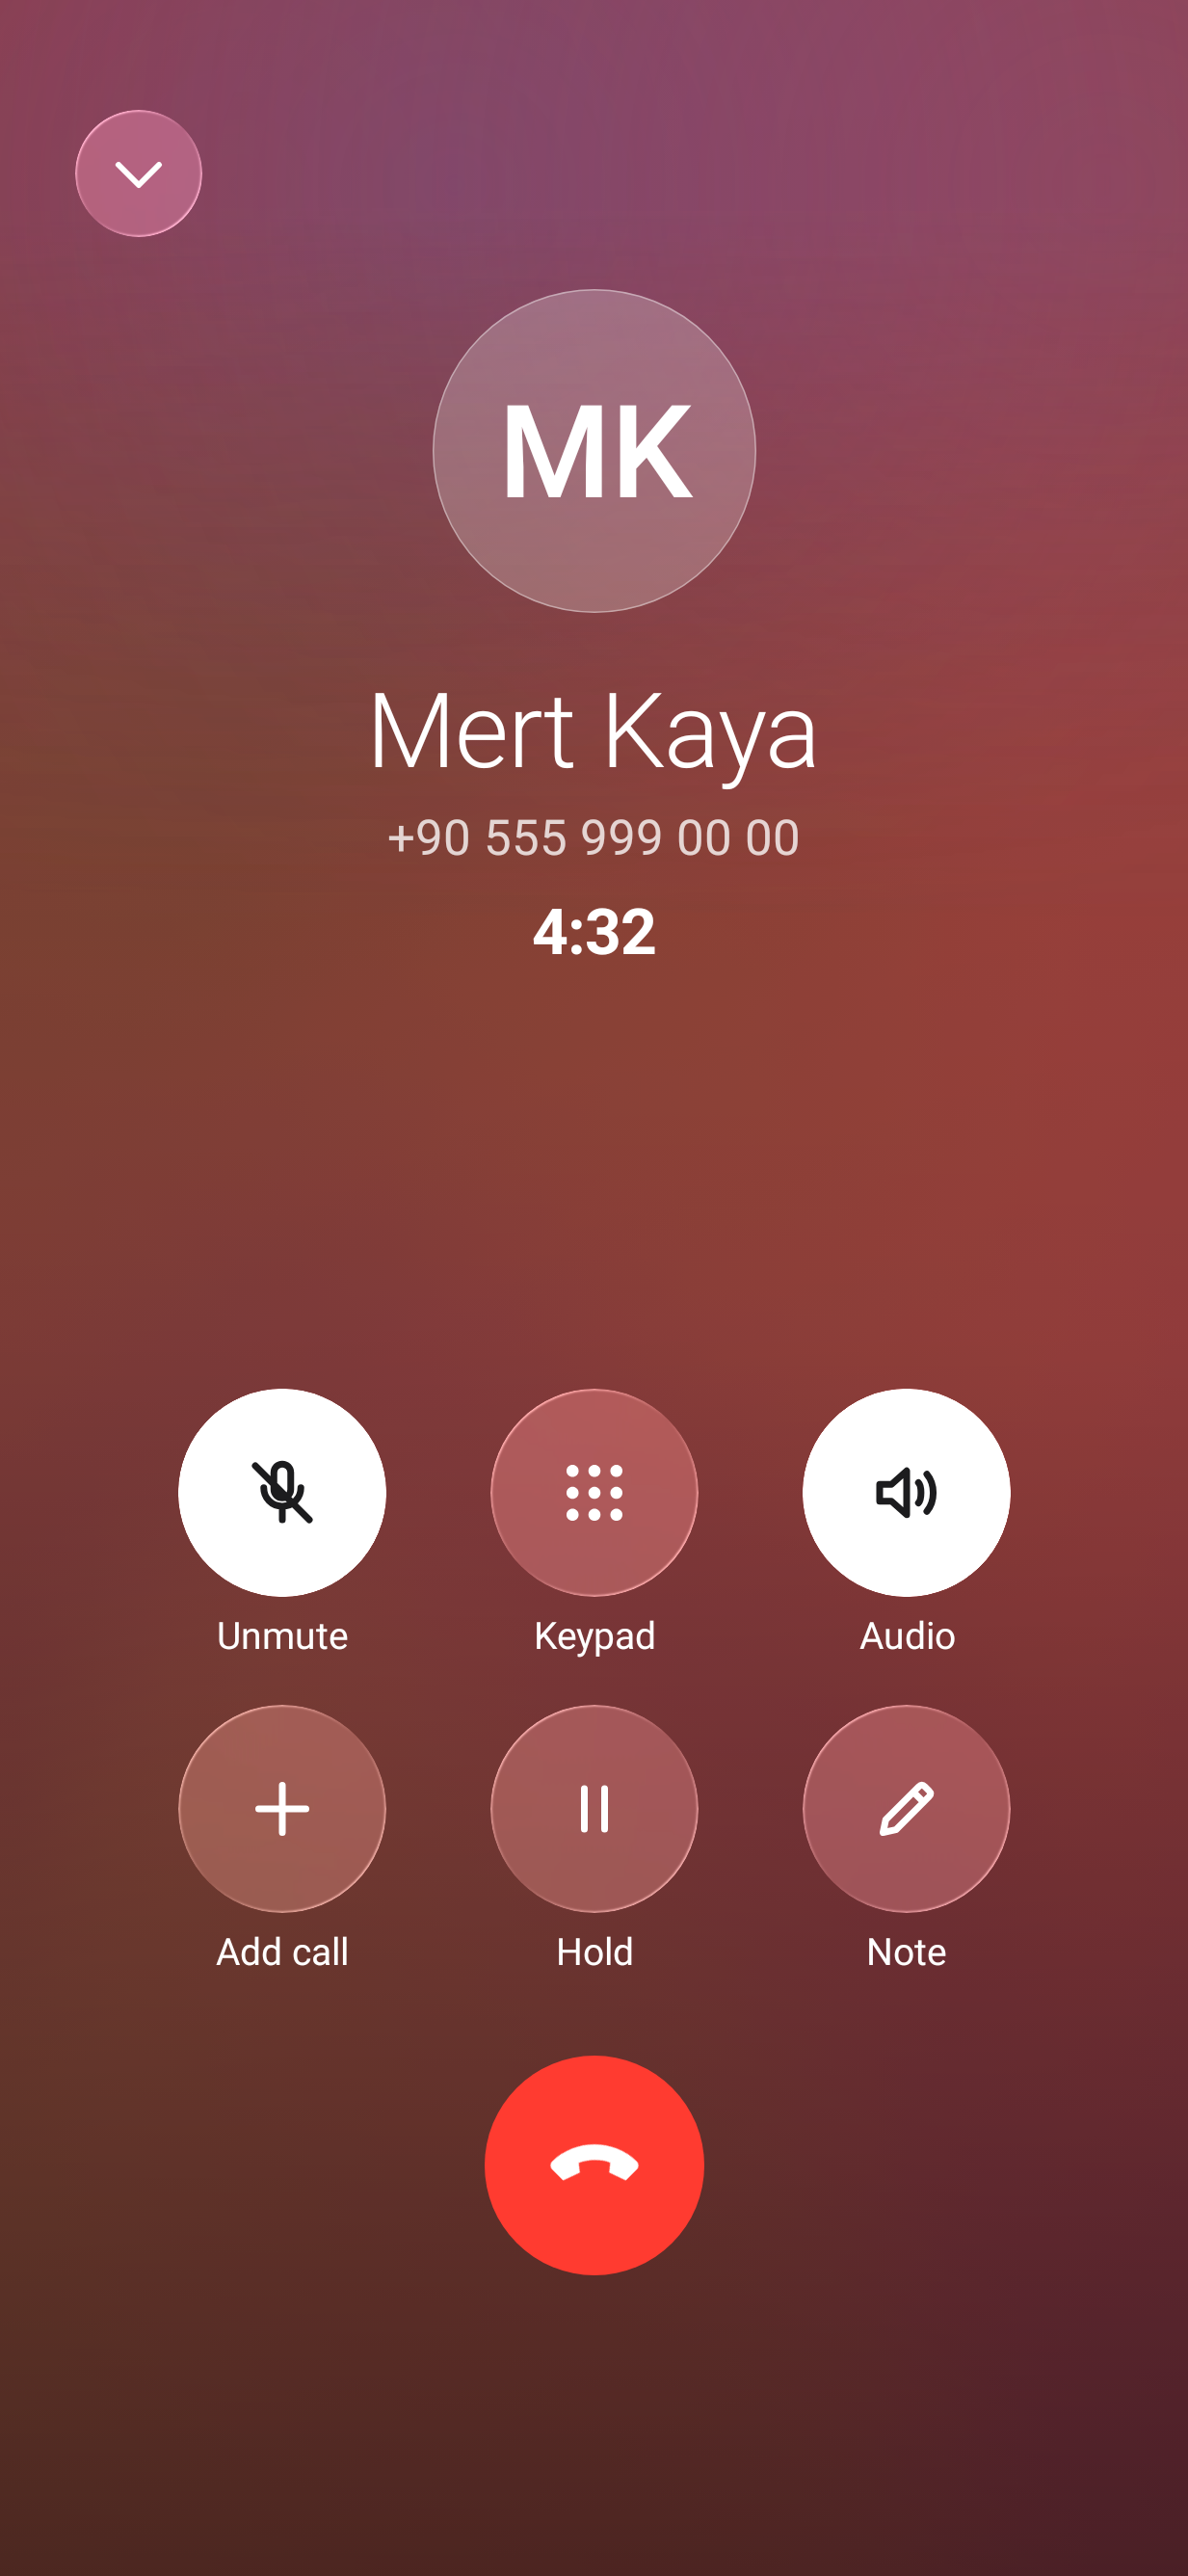 MK
Mert Kaya
+90 555 999 00 00
4:32
Unmute
Keypad
Audio
Add call
Hold
Note